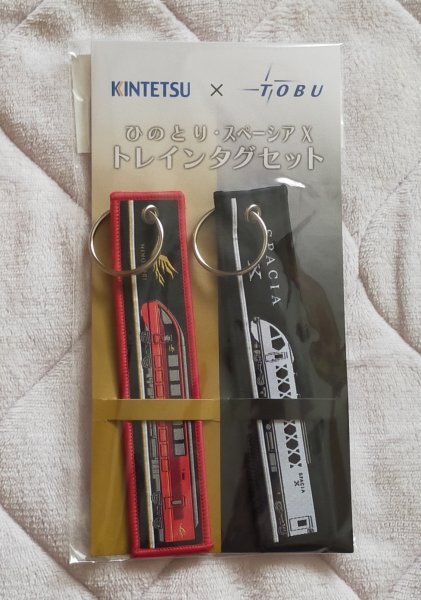 KINTETSU × TOBU
ひのとり・スペーシア X
トレインタグセット
SPACIA
X
SPACIA
X